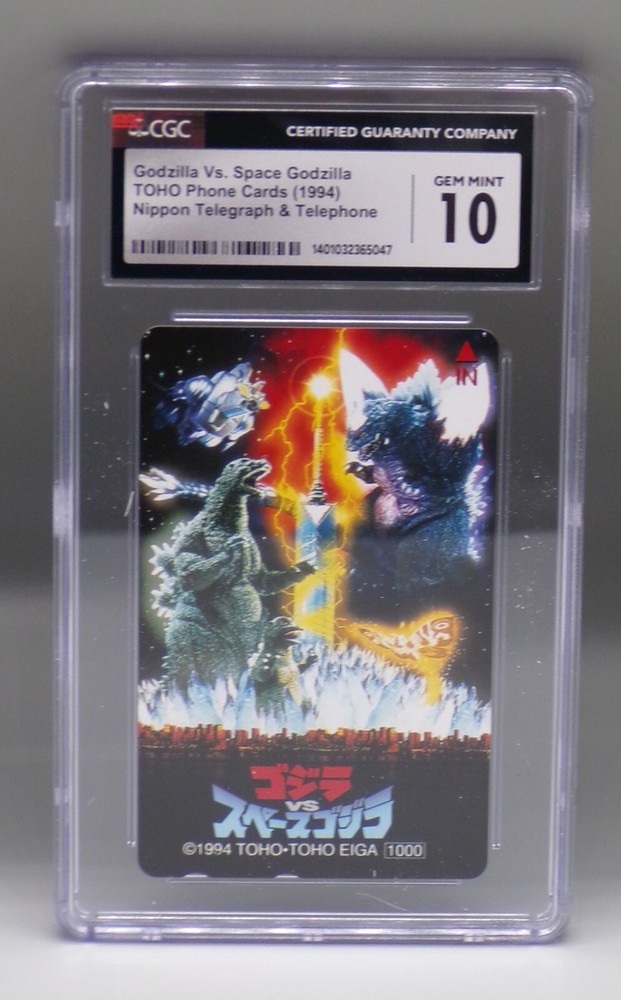 CGC
CERTIFIED GUARANTY COMPANY
Godzilla Vs. Space Godzilla
TOHO Phone Cards (1994)
Nippon Telegraph & Telephone
GEM MINT
10
1401032365047
IN
ゴジラ
VS
スペースゴジラ
©1994 TOHO•TOHO EIGA 1000